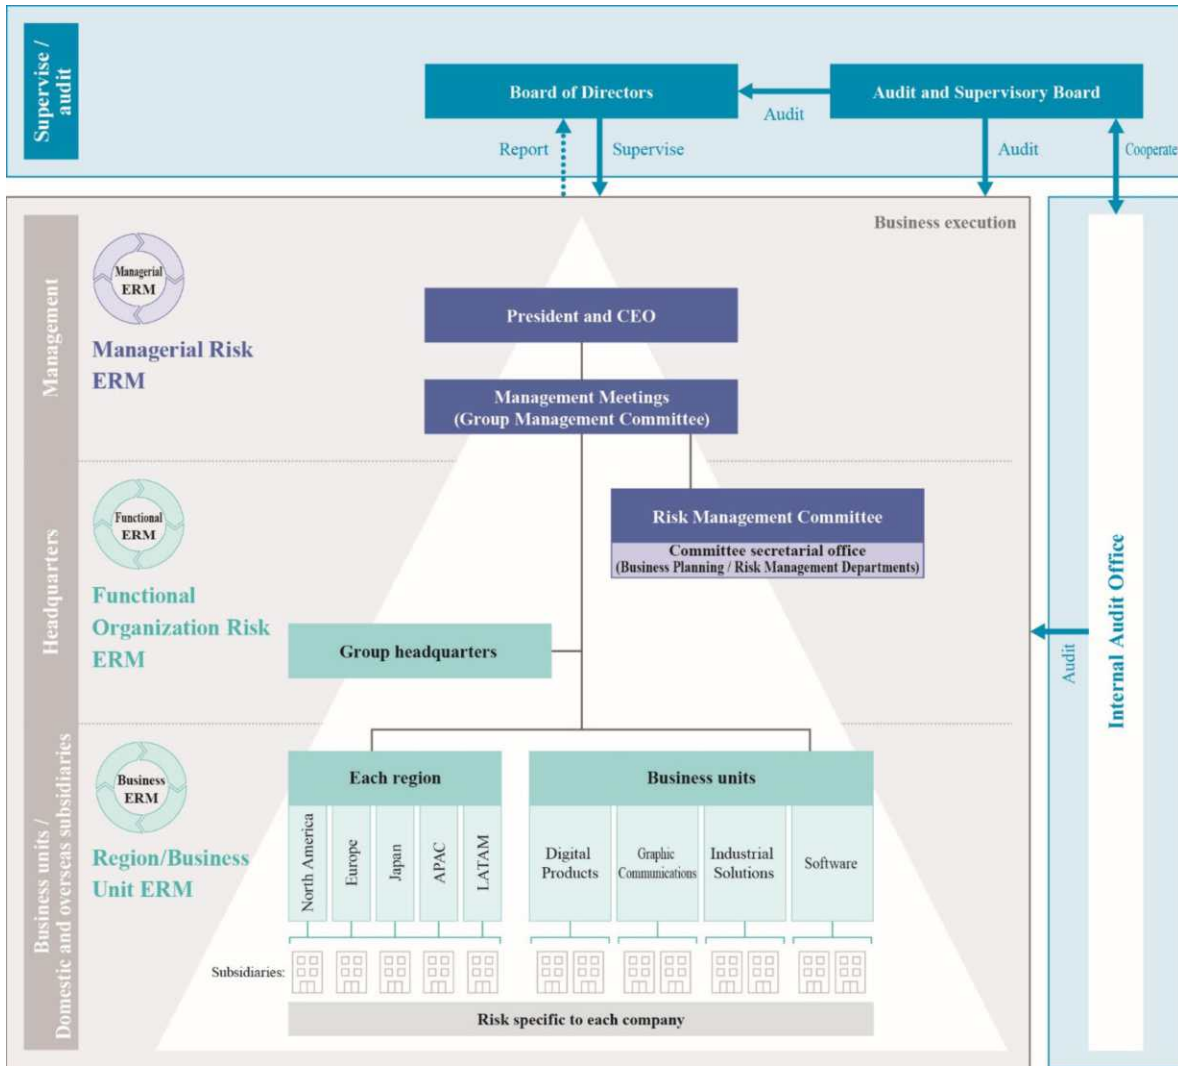 Supervise /
audit
Board of Directors
Audit and Supervisory Board
Audit
Report
Supervise
Audit
Cooperate
Business execution
Management
Managerial
ERM
Managerial Risk
ERM
President and CEO
Management Meetings
(Group Management Committee)
Headquarters
Functional
ERM
Functional
Organization Risk
ERM
Risk Management Committee
Committee secretarial office
(Business Planning / Risk Management Departments)
Group headquarters
Audit
Internal Audit Office
Business units /
Domestic and overseas subsidiaries
Business
ERM
Region/Business
Unit ERM
Each region
North America
Europe
Japan
APAC
LATAM
Business units
Digital
Products
Graphic
Communications
Industrial
Solutions
Software
Subsidiaries:
Risk specific to each company